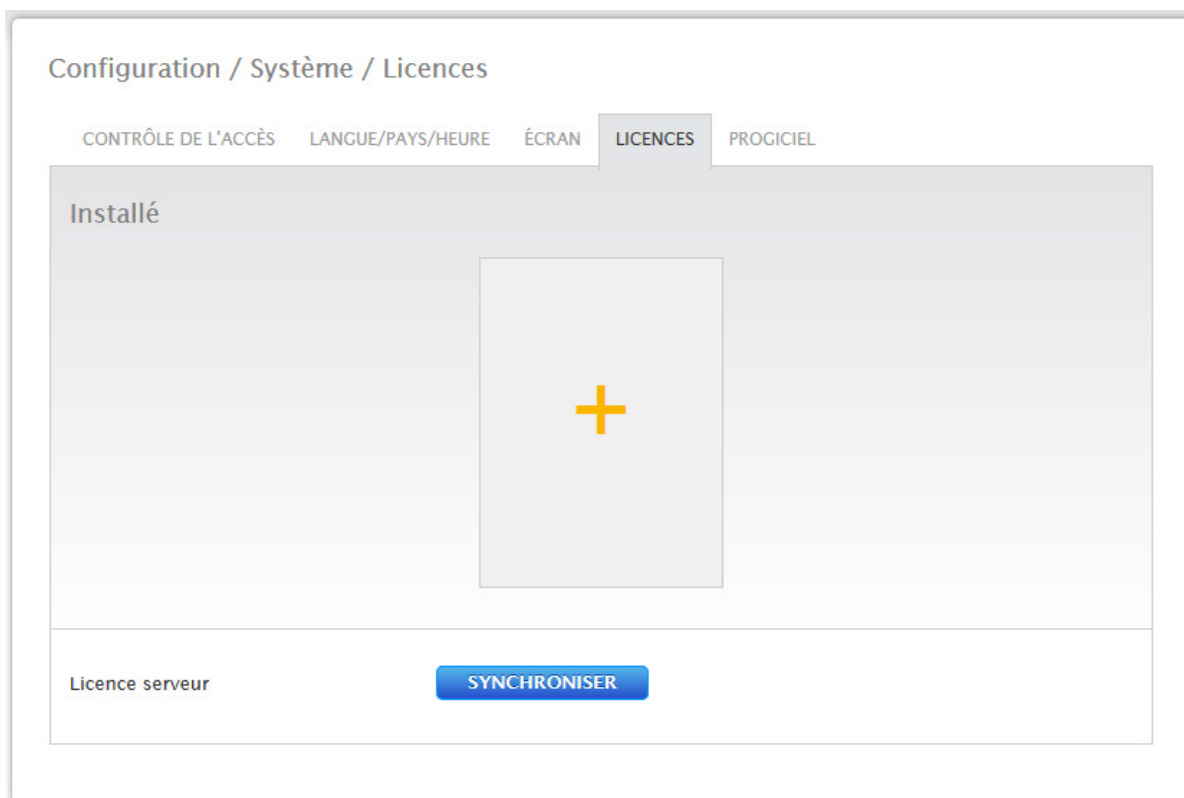 Configuration / Système / Licences
CONTRÔLE DE L'ACCÈS LANGUE/PAYS/HEURE ÉCRAN LICENCES PROGICIEL
Installé
Licence serveur SYNCHRONISER